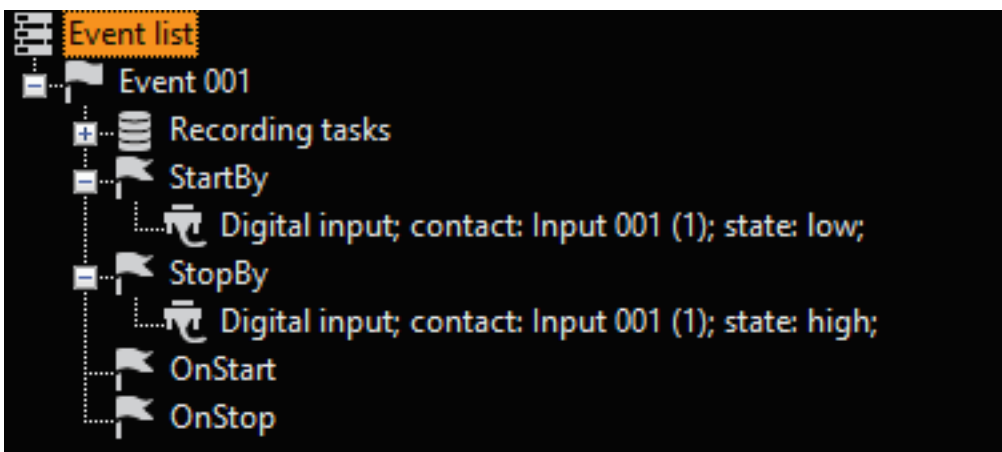 Event list
Event 001
Recording tasks
StartBy
Digital input; contact: Input 001 (1); state: low;
StopBy
Digital input; contact: Input 001 (1); state: high;
OnStart
OnStop